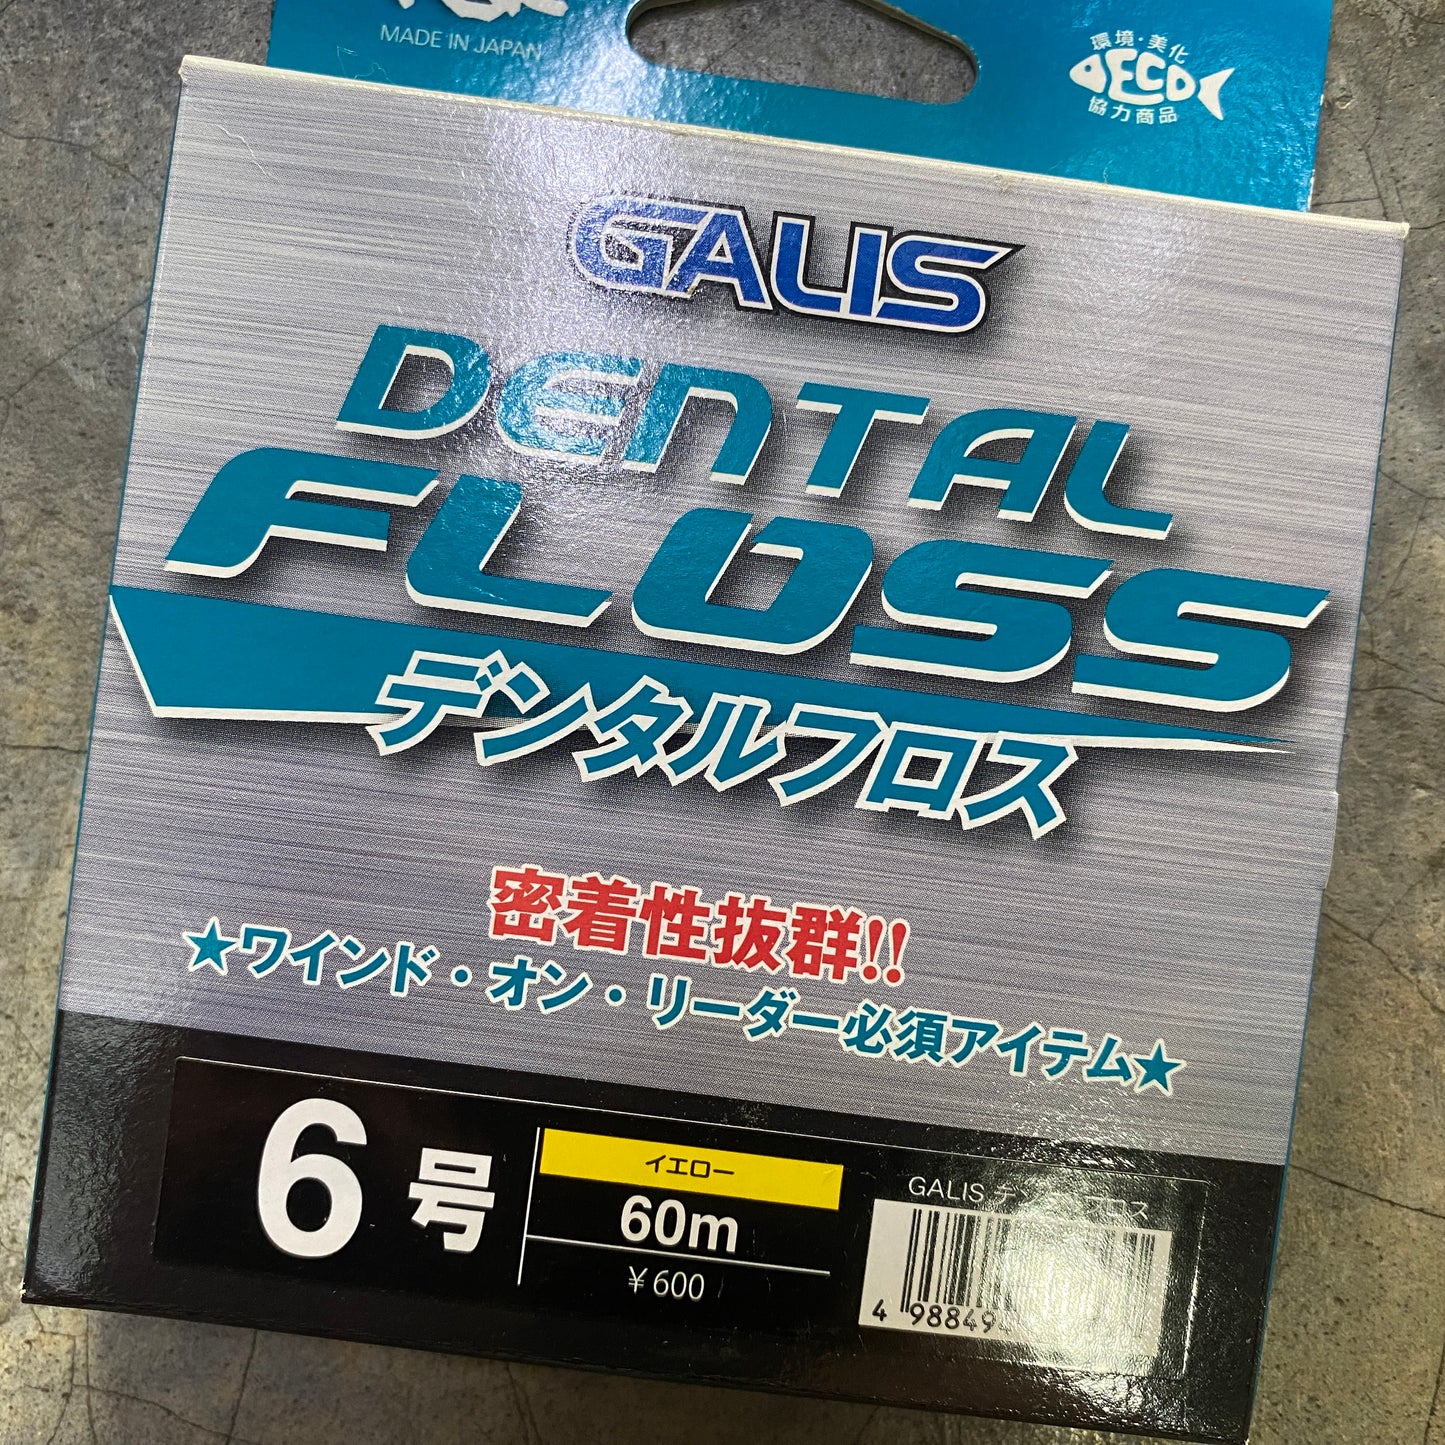 MADE IN JAPAN
環境・美化
ECO
協力商品
GALIS
DENTAL
FLOSS
デンタルフロス
密着性抜群!!
★ワインド・オン・リーダー必須アイテム★
6号
イエロー
60m
¥600
GALIS
4 988494